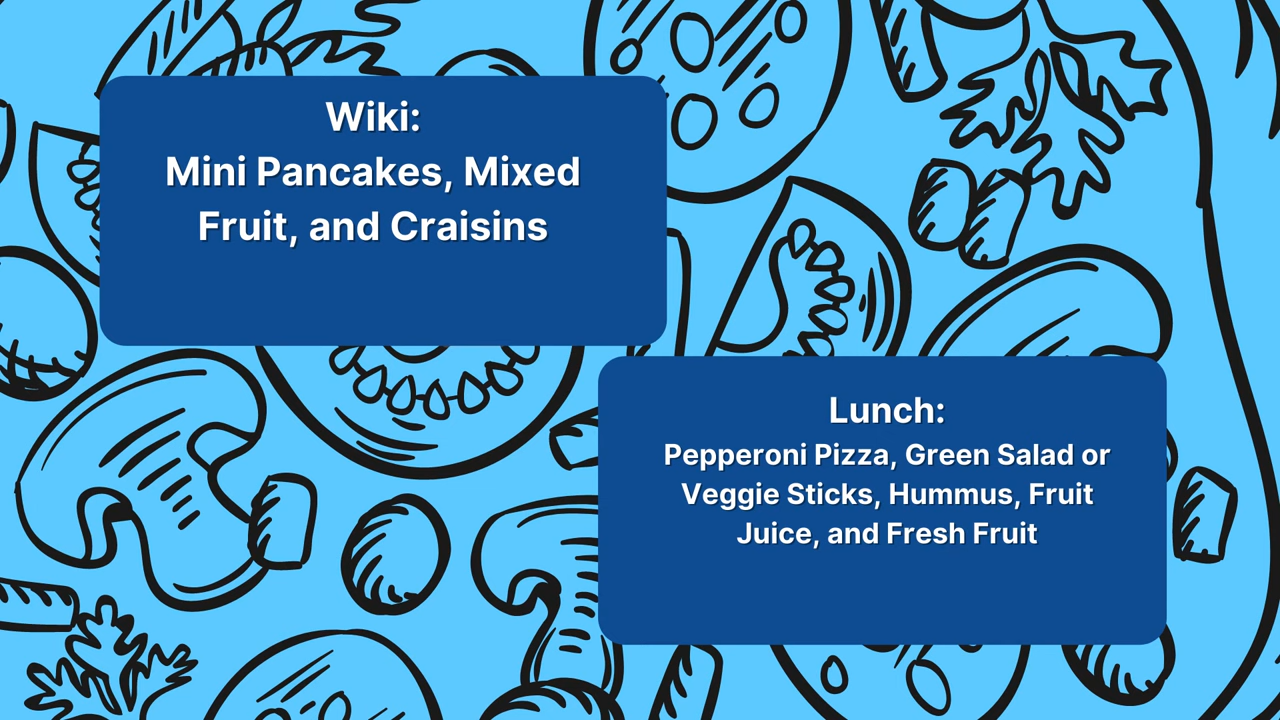 Wiki:
Mini Pancakes, Mixed
Fruit, and Craisins
Lunch:
Pepperoni Pizza, Green Salad or
Veggie Sticks, Hummus, Fruit
Juice, and Fresh Fruit